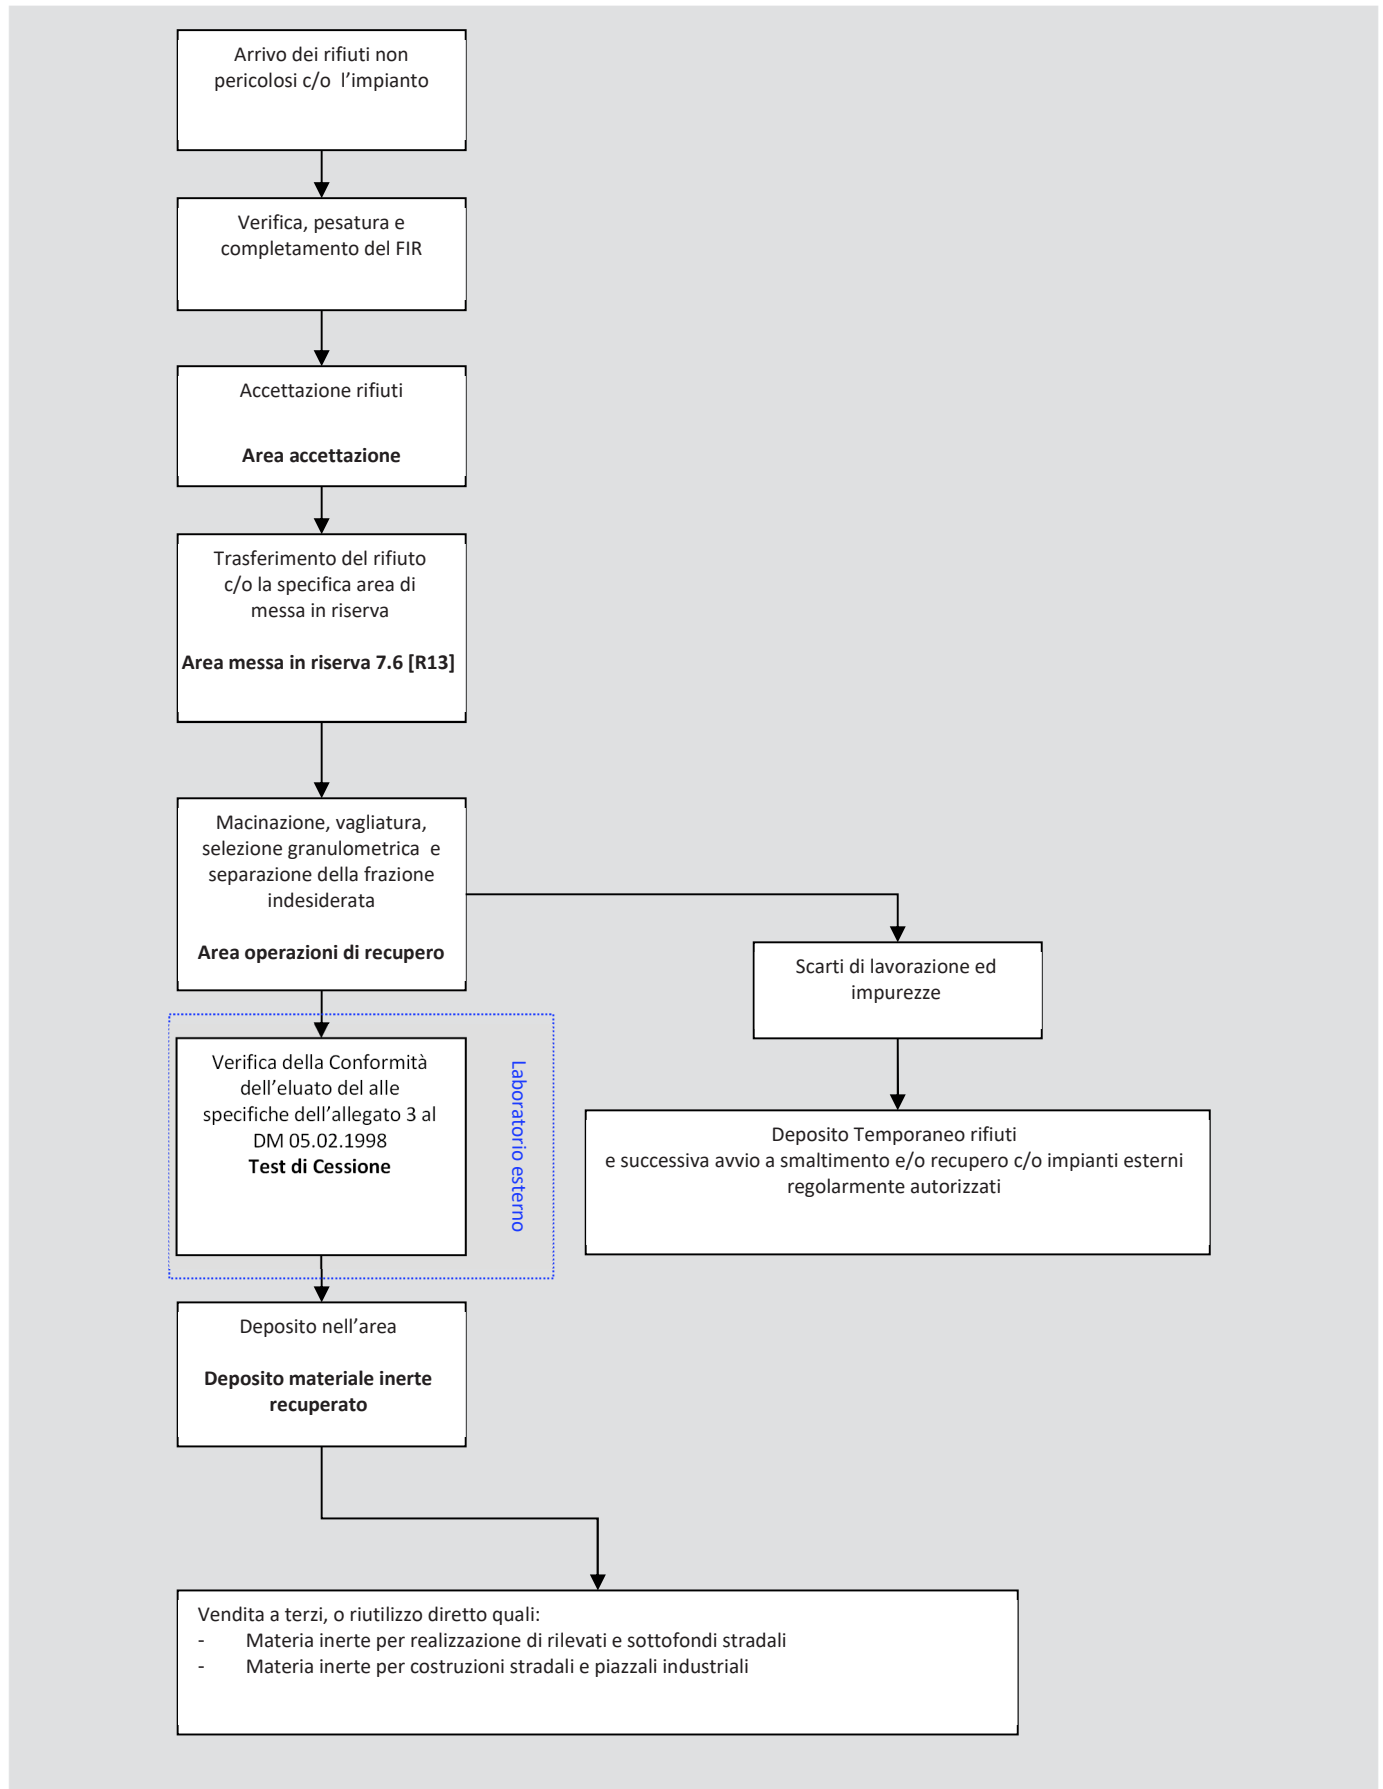 Arrivo dei rifiuti non
pericolosi c/o l’impianto
Verifica, pesatura e
completamento del FIR
Accettazione rifiuti
Area accettazione
Trasferimento del rifiuto
c/o la specifica area di
messa in riserva
Area messa in riserva 7.6 [R13]
Macinazione, vagliatura,
selezione granulometrica e
separazione della frazione
indesiderata
Area operazioni di recupero
Scarti di lavorazione ed
impurezze
Verifica della Conformità
dell’eluato del alle
specifiche dell’allegato 3 al
DM 05.02.1998
Test di Cessione
Laboratorio esterno
Deposito Temporaneo rifiuti
e successiva avvio a smaltimento e/o recupero c/o impianti esterni
regolarmente autorizzati
Deposito nell’area
Deposito materiale inerte
recuperato
Vendita a terzi, o riutilizzo diretto quali:
- Materia inerte per realizzazione di rilevati e sottofondi stradali
- Materia inerte per costruzioni stradali e piazzali industriali